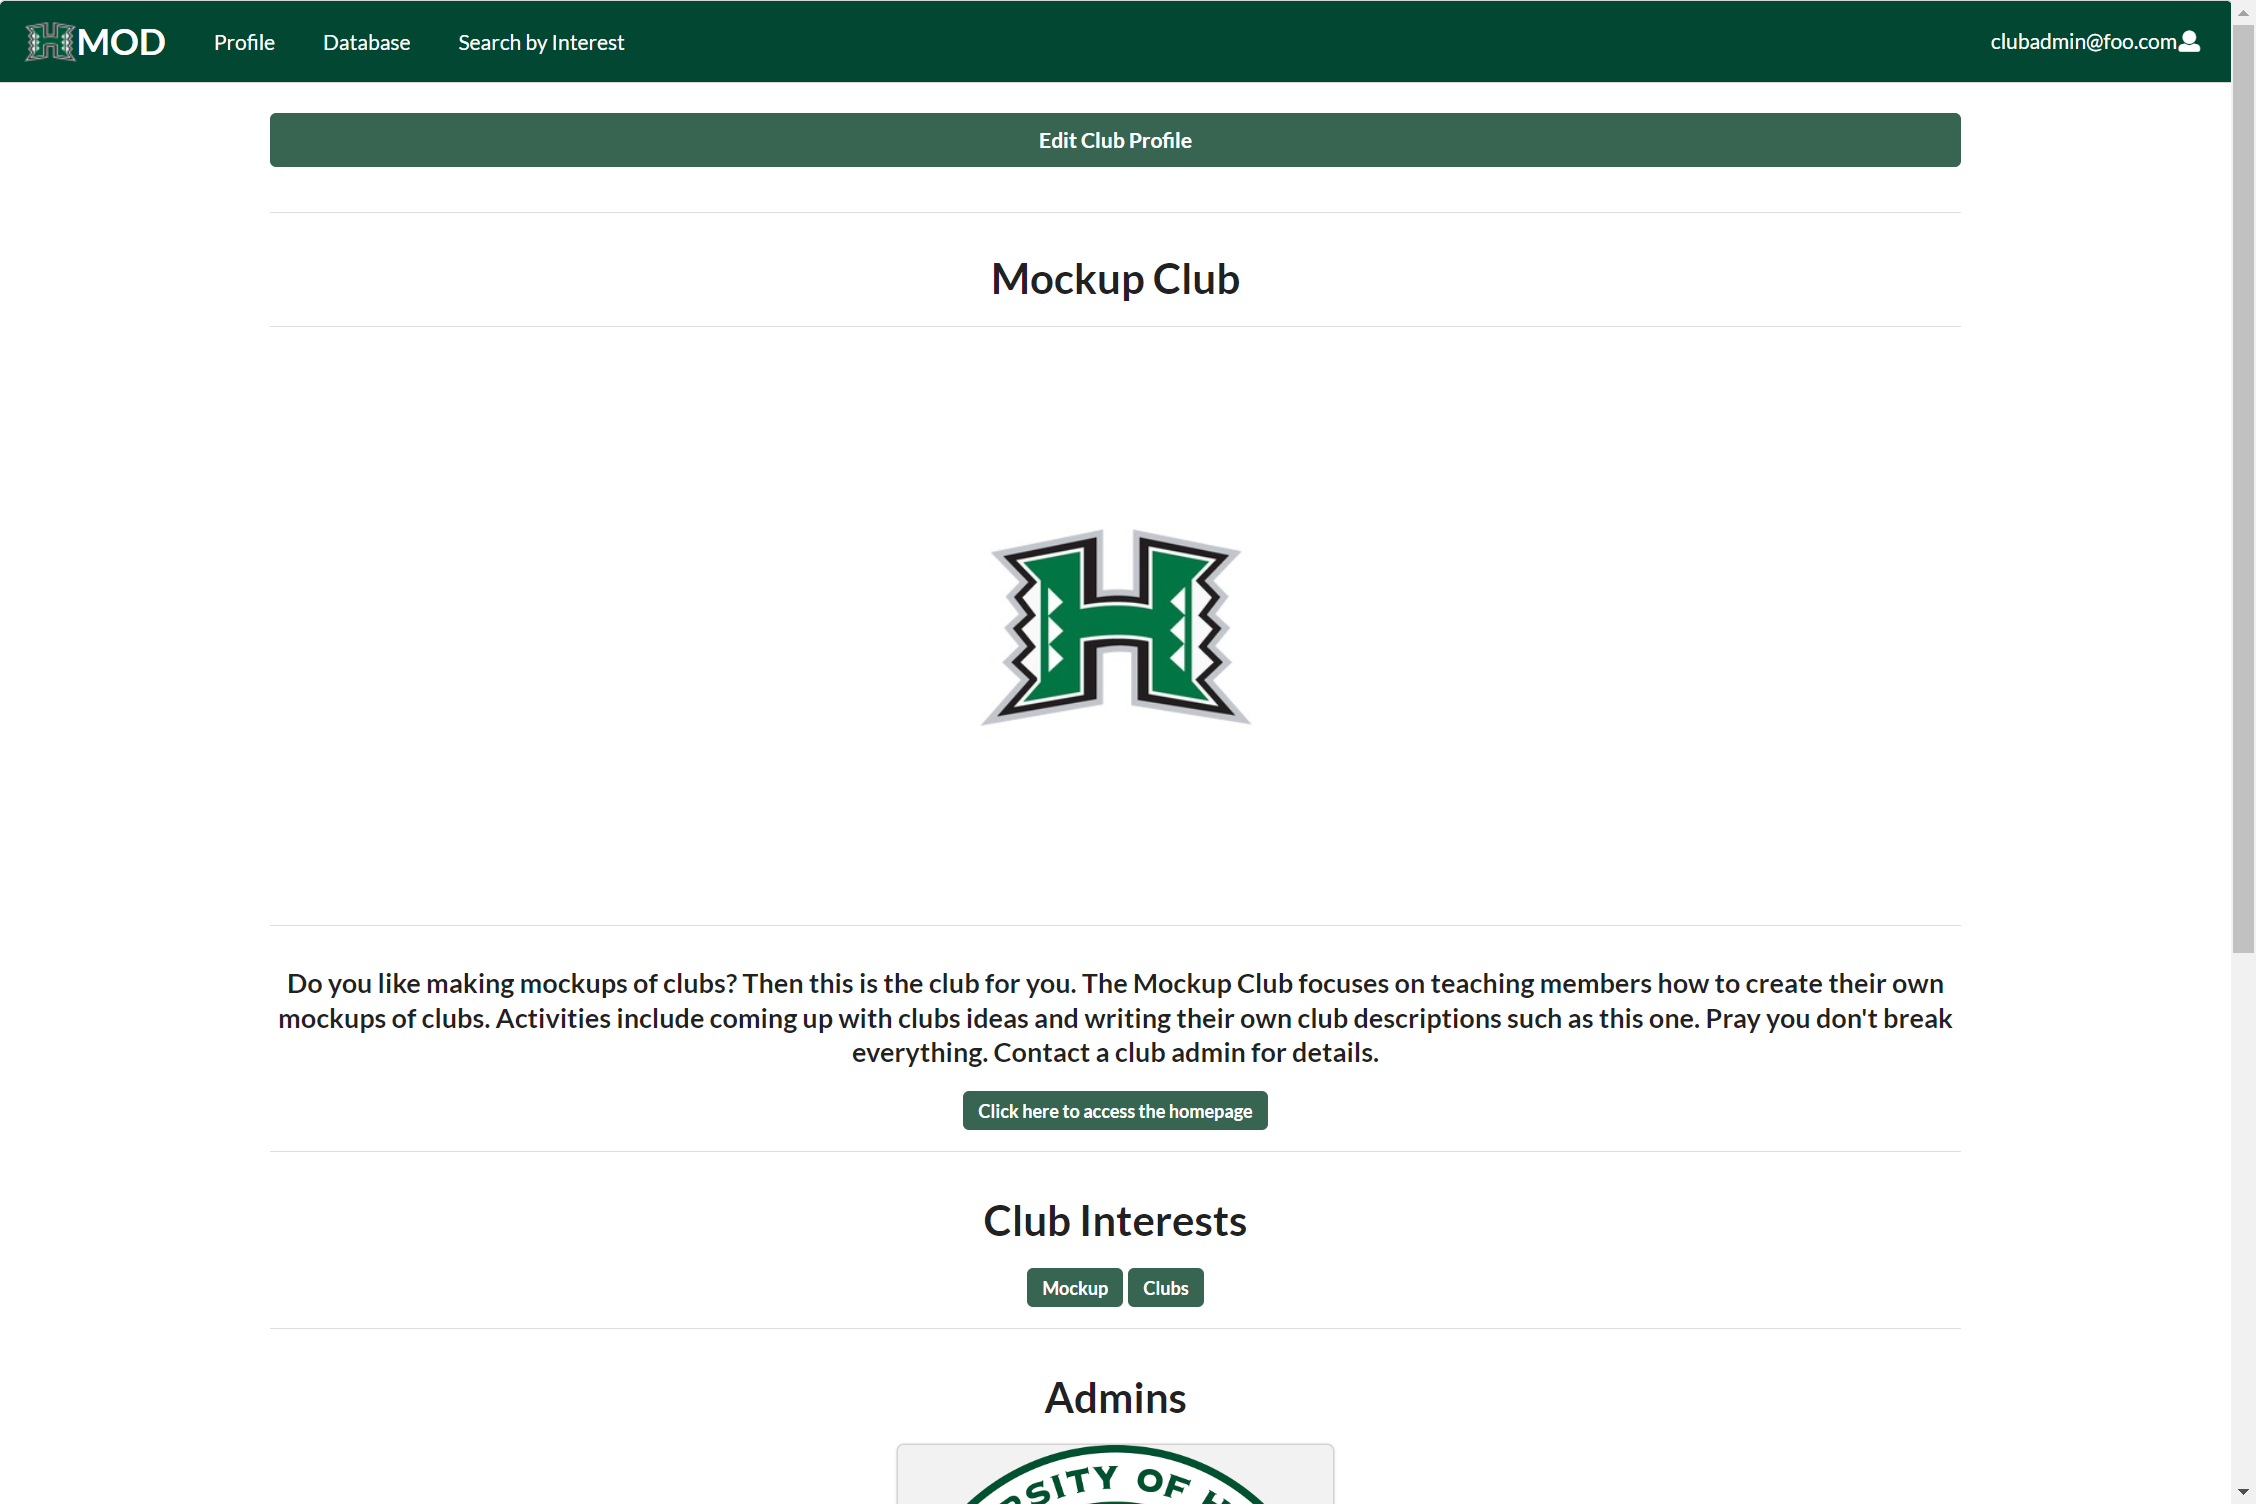 HMOD Profile Database Search by Interest clubadmin@foo.com
Edit Club Profile
Mockup Club
H
Do you like making mockups of clubs? Then this is the club for you. The Mockup Club focuses on teaching members how to create their own
mockups of clubs. Activities include coming up with clubs ideas and writing their own club descriptions such as this one. Pray you don't break
everything. Contact a club admin for details.
Click here to access the homepage
Club Interests
Mockup Clubs
Admins
RSITY OF H